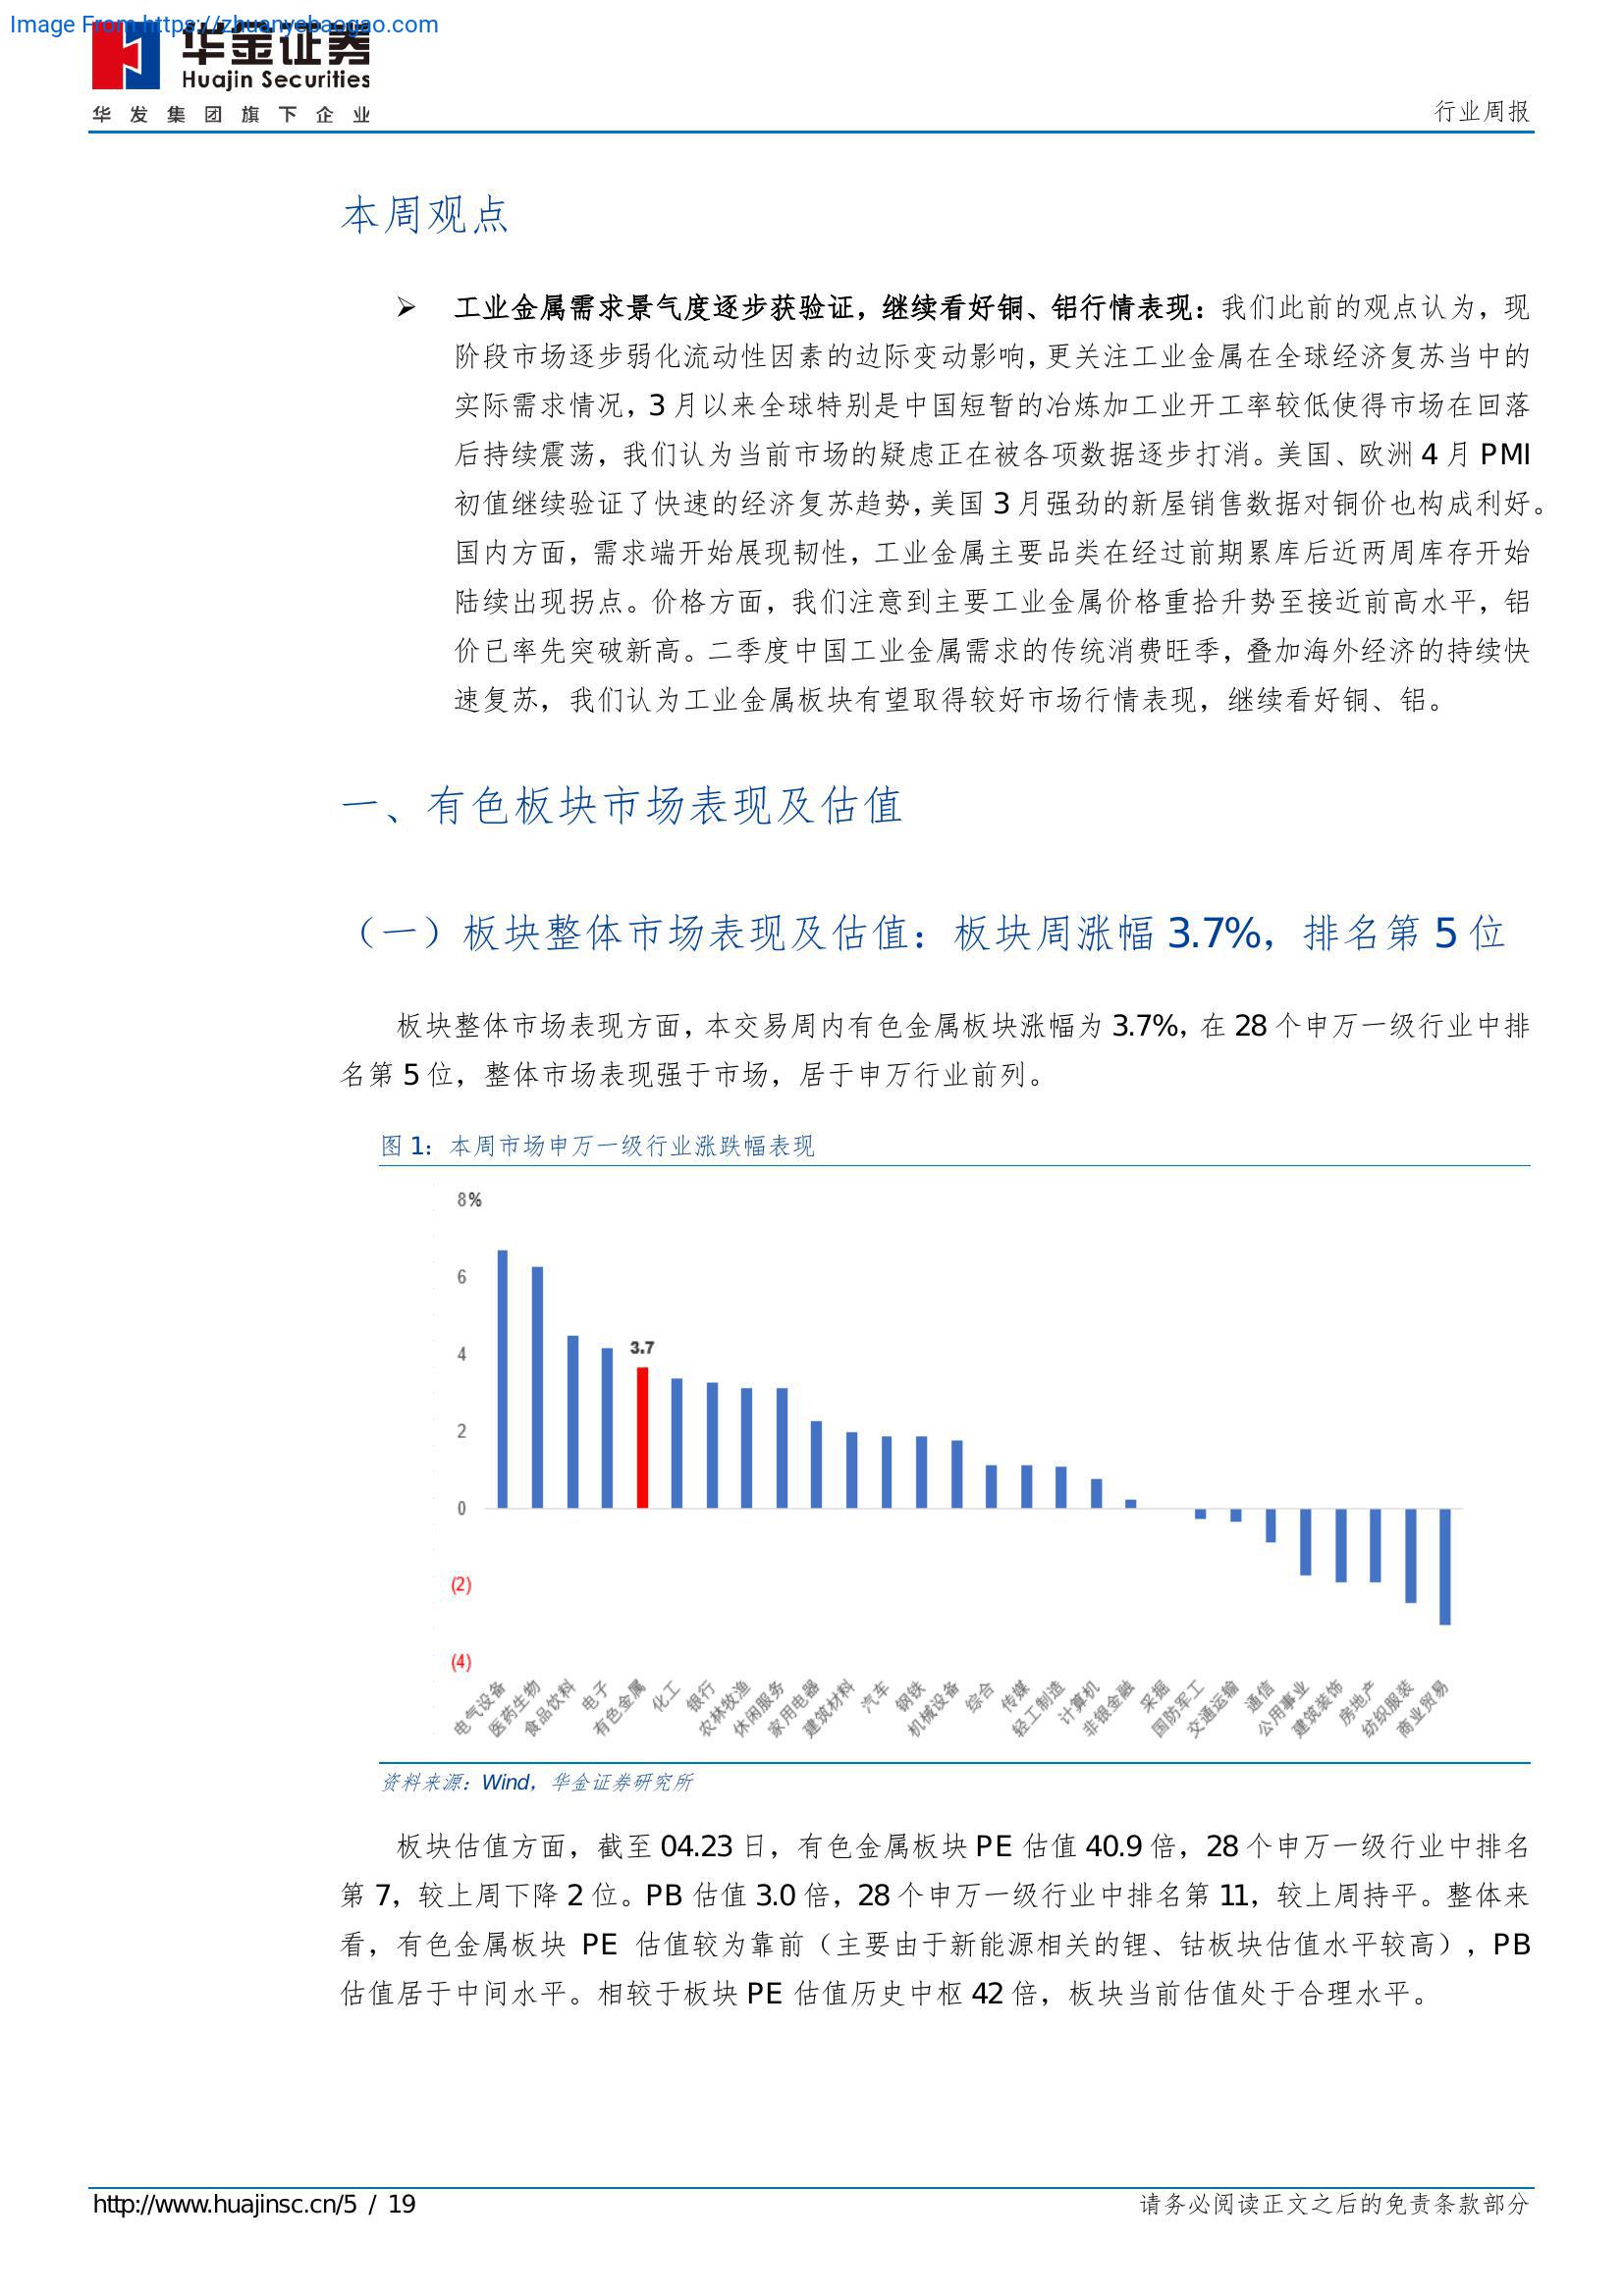 Image From https://zhuanyebaogao.com
华金证券
Huajin Securities
华发集团旗下企业
行业周报
本周观点
➢ 工业金属需求景气度逐步获验证，继续看好铜、铝行情表现：我们此前的观点认为，现
阶段市场逐步弱化流动性因素的边际变动影响，更关注工业金属在全球经济复苏当中的
实际需求情况，3 月以来全球特别是中国短暂的冶炼加工业开工率较低使得市场在回落
后持续震荡，我们认为当前市场的疑虑正在被各项数据逐步打消。美国、欧洲 4 月 PMI
初值继续验证了快速的经济复苏趋势，美国 3 月强劲的新屋销售数据对铜价也构成利好。
国内方面，需求端开始展现韧性，工业金属主要品类在经过前期累库后近两周库存开始
陆续出现拐点。价格方面，我们注意到主要工业金属价格重拾升势至接近前高水平，铝
价已率先突破新高。二季度中国工业金属需求的传统消费旺季，叠加海外经济的持续快
速复苏，我们认为工业金属板块有望取得较好市场行情表现，继续看好铜、铝。
一、有色板块市场表现及估值
（一）板块整体市场表现及估值：板块周涨幅 3.7%，排名第 5 位
板块整体市场表现方面，本交易周内有色金属板块涨幅为 3.7%，在 28 个申万一级行业中排
名第 5 位，整体市场表现强于市场，居于申万行业前列。
图 1：本周市场申万一级行业涨跌幅表现
8%
6
4
2
0
(2)
(4)
3.7
电气设备
医药生物
食品饮料
电子
有色金属
化工
银行
农林牧渔
休闲服务
家用电器
建筑材料
汽车
钢铁
机械设备
综合
传媒
轻工制造
计算机
非银金融
采掘
国防军工
交通运输
通信
公用事业
建筑装饰
房地产
纺织服装
商业贸易
资料来源：Wind，华金证券研究所
板块估值方面，截至 04.23 日，有色金属板块 PE 估值 40.9 倍，28 个申万一级行业中排名
第 7，较上周下降 2 位。PB 估值 3.0 倍，28 个申万一级行业中排名第 11，较上周持平。整体来
看，有色金属板块 PE 估值较为靠前（主要由于新能源相关的锂、钴板块估值水平较高），PB
估值居于中间水平。相较于板块 PE 估值历史中枢 42 倍，板块当前估值处于合理水平。
http://www.huajinsc.cn/5 / 19
请务必阅读正文之后的免责条款部分